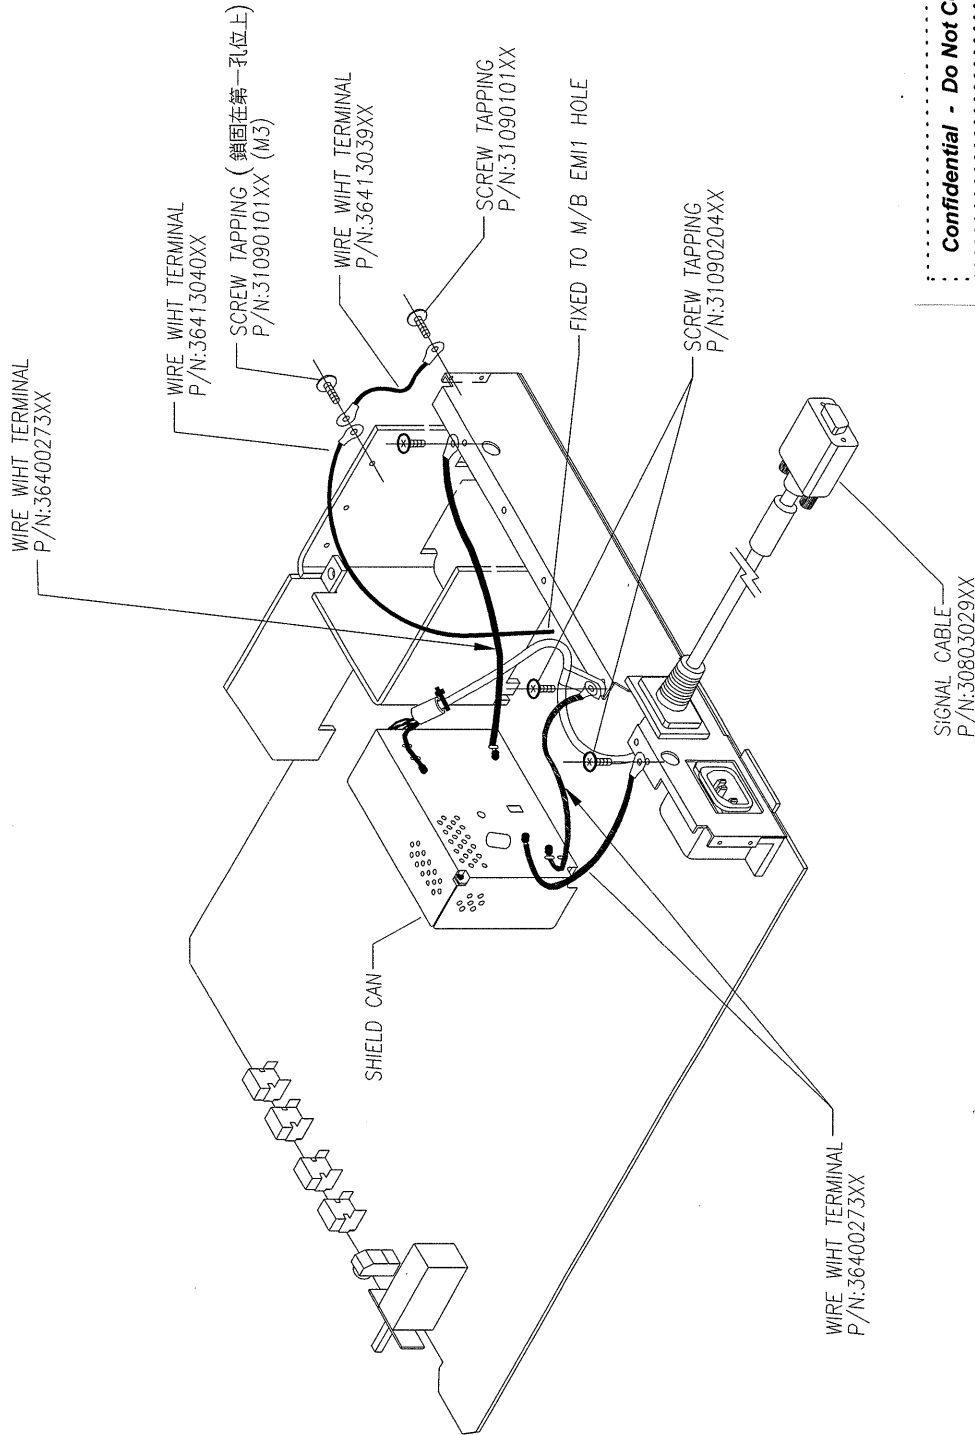 WIRE WIHT TERMINAL
P/N:36400273XX
WIRE WIHT TERMINAL
P/N:36413040XX
SCREW TAPPING (鎖固在第一孔位上)
P/N:31090101XX (M3)
WIRE WIHT TERMINAL
P/N:36413039XX
SCREW TAPPING
P/N:31090101XX
FIXED TO M/B EMI1 HOLE
SCREW TAPPING
P/N:31090204XX
SHIELD CAN
SIGNAL CABLE
P/N:30803029XX
WIRE WIHT TERMINAL
P/N:36400273XX
Confidential - Do Not C